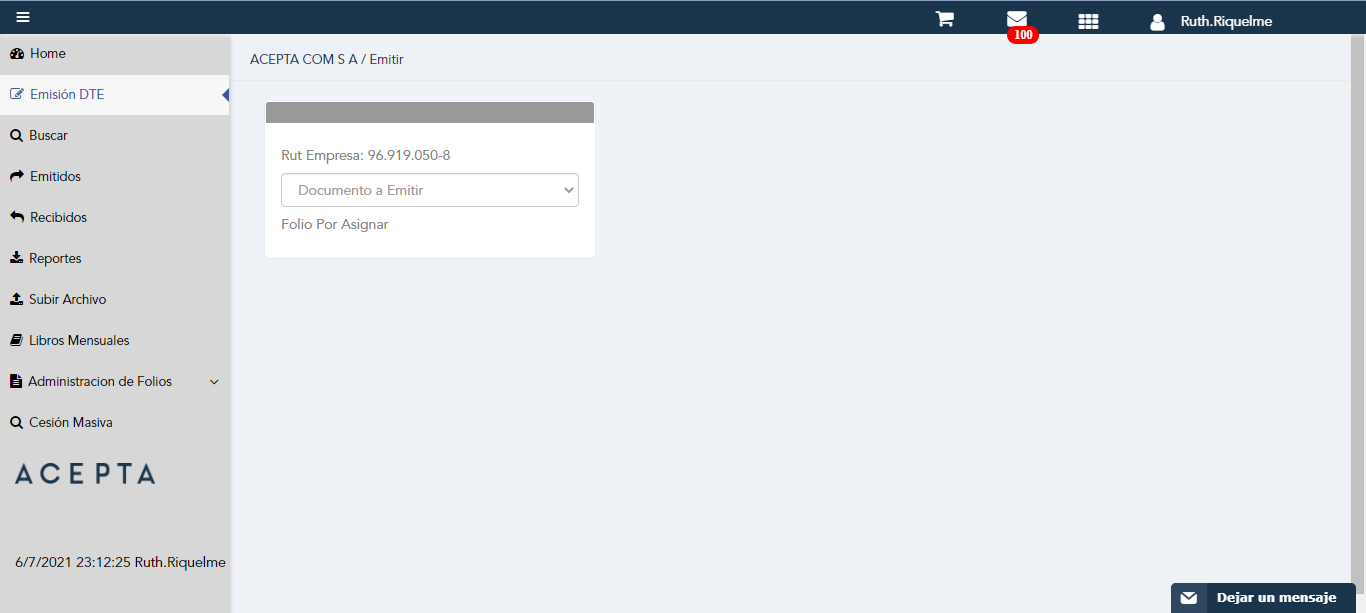 100
Ruth.Riquelme
Home
Emisión DTE
Buscar
Emitidos
Recibidos
Reportes
Subir Archivo
Libros Mensuales
Administracion de Folios
Cesión Masiva
ACEPTA
6/7/2021 23:12:25 Ruth.Riquelme
ACEPTA COM S A / Emitir
Rut Empresa: 96.919.050-8
Documento a Emitir
Folio Por Asignar
Dejar un mensaje